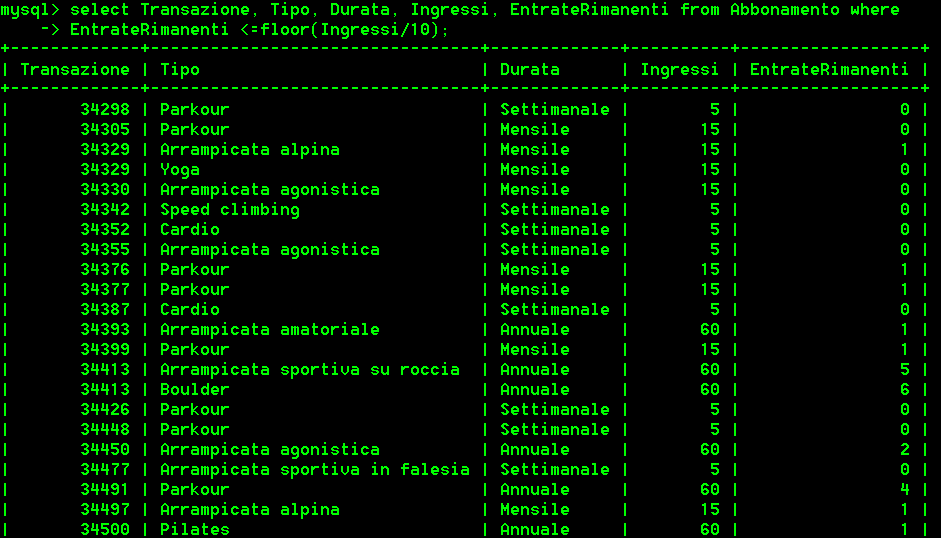 mysql> select Transazione, Tipo, Durata, Ingressi, EntrateRimanenti from Abbonamento where
    -> EntrateRimanenti <=floor(Ingressi/10);
+-------------+----------------------------------+--------------+----------+-------------------+
| Transazione | Tipo | Durata | Ingressi | EntrateRimanenti |
+-------------+----------------------------------+--------------+----------+-------------------+
| 34298 | Parkour | Settimanale | 5 | 0 |
| 34305 | Parkour | Mensile | 15 | 0 |
| 34329 | Arrampicata alpina | Mensile | 15 | 1 |
| 34329 | Yoga | Mensile | 15 | 0 |
| 34330 | Arrampicata agonistica | Mensile | 15 | 0 |
| 34342 | Speed climbing | Settimanale | 5 | 0 |
| 34352 | Cardio | Settimanale | 5 | 0 |
| 34355 | Arrampicata agonistica | Settimanale | 5 | 0 |
| 34376 | Parkour | Mensile | 15 | 1 |
| 34377 | Parkour | Mensile | 15 | 1 |
| 34387 | Cardio | Settimanale | 5 | 0 |
| 34393 | Arrampicata amatoriale | Annuale | 60 | 1 |
| 34399 | Parkour | Mensile | 15 | 1 |
| 34413 | Arrampicata sportiva su roccia | Annuale | 60 | 5 |
| 34413 | Boulder | Annuale | 60 | 6 |
| 34426 | Parkour | Settimanale | 5 | 0 |
| 34448 | Parkour | Settimanale | 5 | 0 |
| 34450 | Arrampicata agonistica | Annuale | 60 | 2 |
| 34477 | Arrampicata sportiva in falesia | Settimanale | 5 | 0 |
| 34491 | Parkour | Annuale | 60 | 4 |
| 34497 | Arrampicata alpina | Mensile | 15 | 1 |
| 34500 | Pilates | Annuale | 60 | 1 |